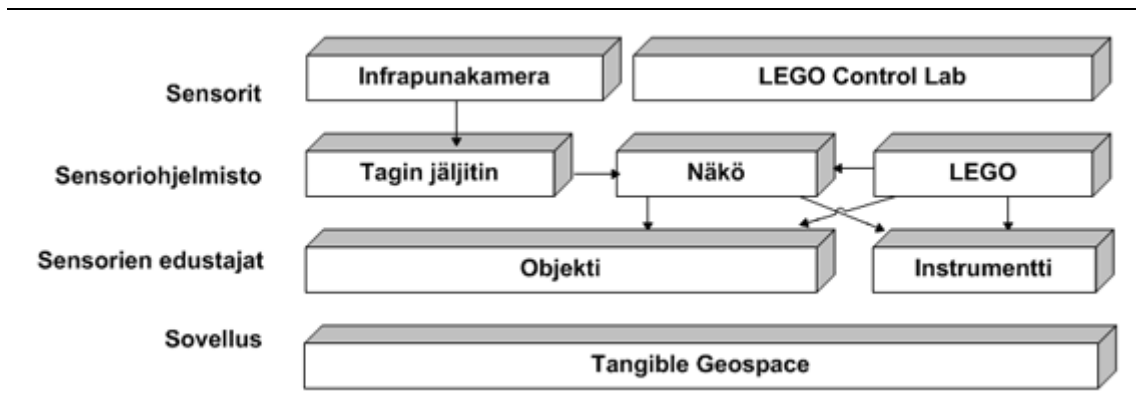 Sensorit
Infrapunakamera
LEGO Control Lab
Sensoriohjelmisto
Tagin jäljitin
Näkö
LEGO
Sensorien edustajat
Objekti
Instrumentti
Sovellus
Tangible Geospace